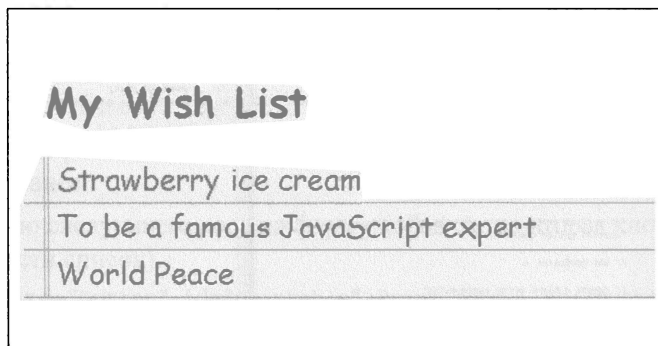 My Wish List
Strawberry ice cream
To be a famous JavaScript expert
World Peace